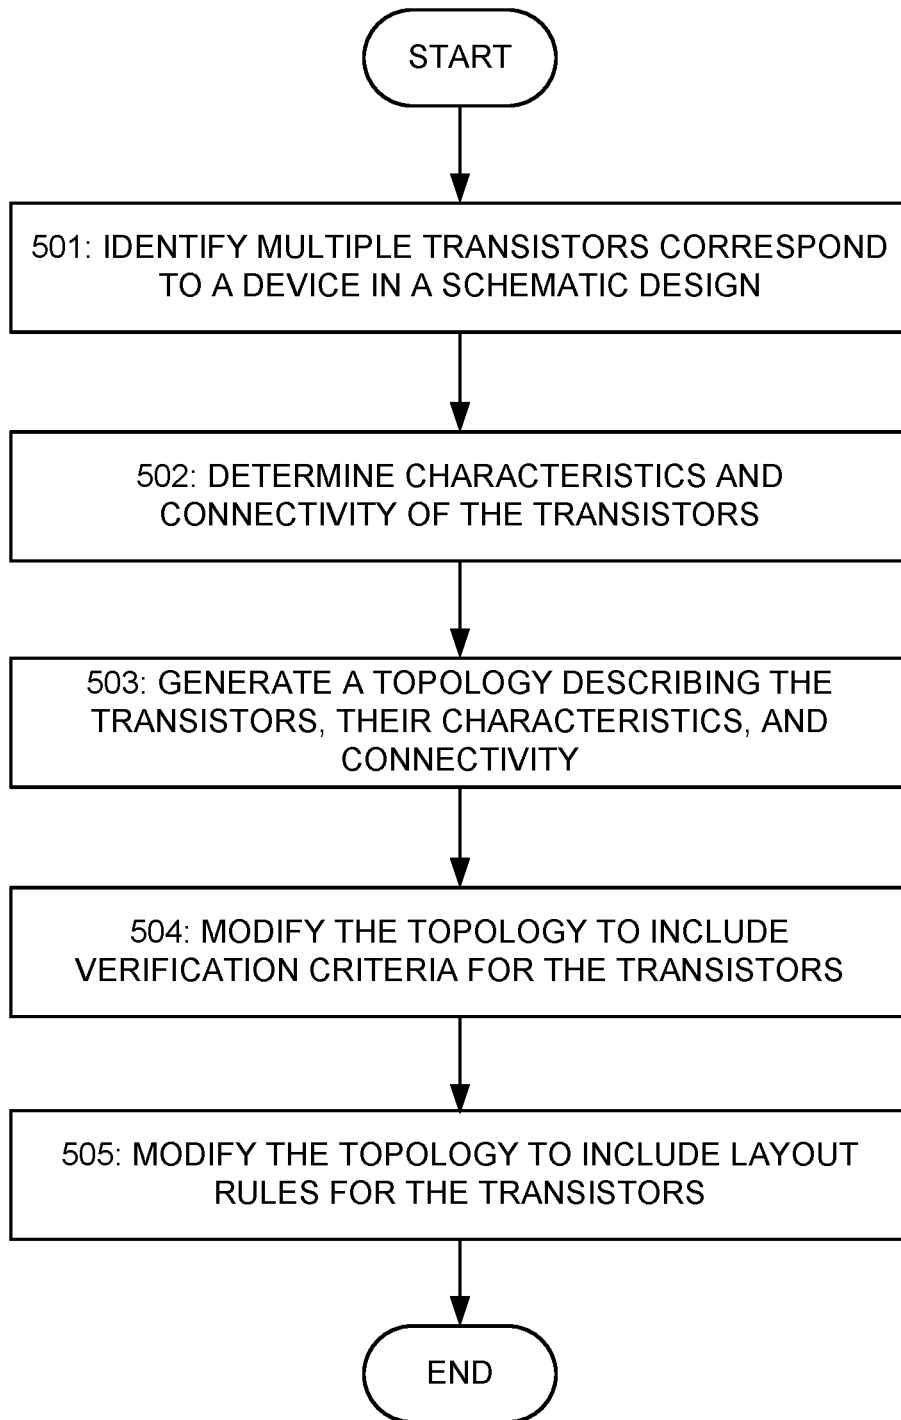 START
501: IDENTIFY MULTIPLE TRANSISTORS CORRESPOND
TO A DEVICE IN A SCHEMATIC DESIGN
502: DETERMINE CHARACTERISTICS AND
CONNECTIVITY OF THE TRANSISTORS
503: GENERATE A TOPOLOGY DESCRIBING THE
TRANSISTORS, THEIR CHARACTERISTICS, AND
CONNECTIVITY
504: MODIFY THE TOPOLOGY TO INCLUDE
VERIFICATION CRITERIA FOR THE TRANSISTORS
505: MODIFY THE TOPOLOGY TO INCLUDE LAYOUT
RULES FOR THE TRANSISTORS
END